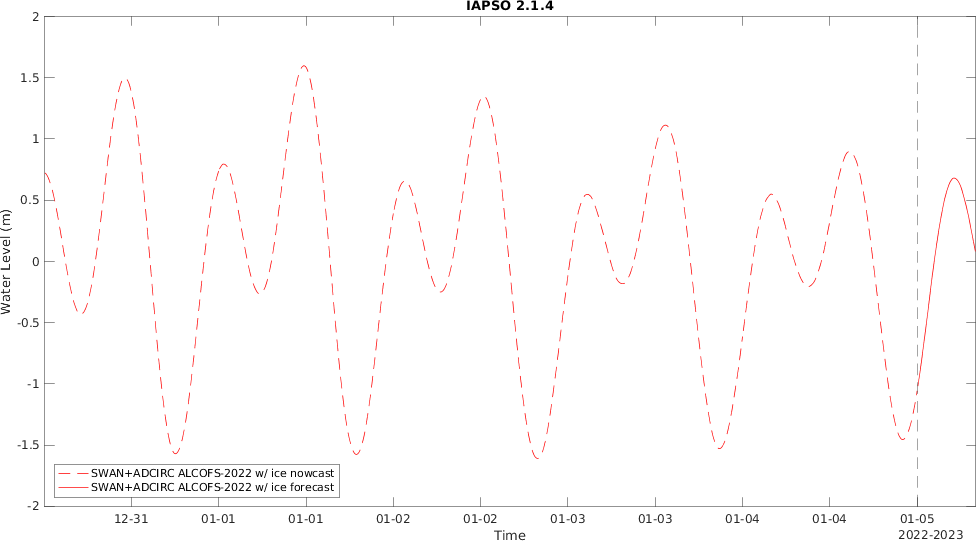 IAPSO 2.1.4
2
1.5
1
0.5
0
-0.5
-1
-1.5
-2
Water Level (m)
SWAN+ADCIRC ALCOFS-2022 w/ ice nowcast
SWAN+ADCIRC ALCOFS-2022 w/ ice forecast
12-31 01-01 01-01 01-02 01-02 01-03 01-03 01-04 01-04 01-05
Time
2022-2023